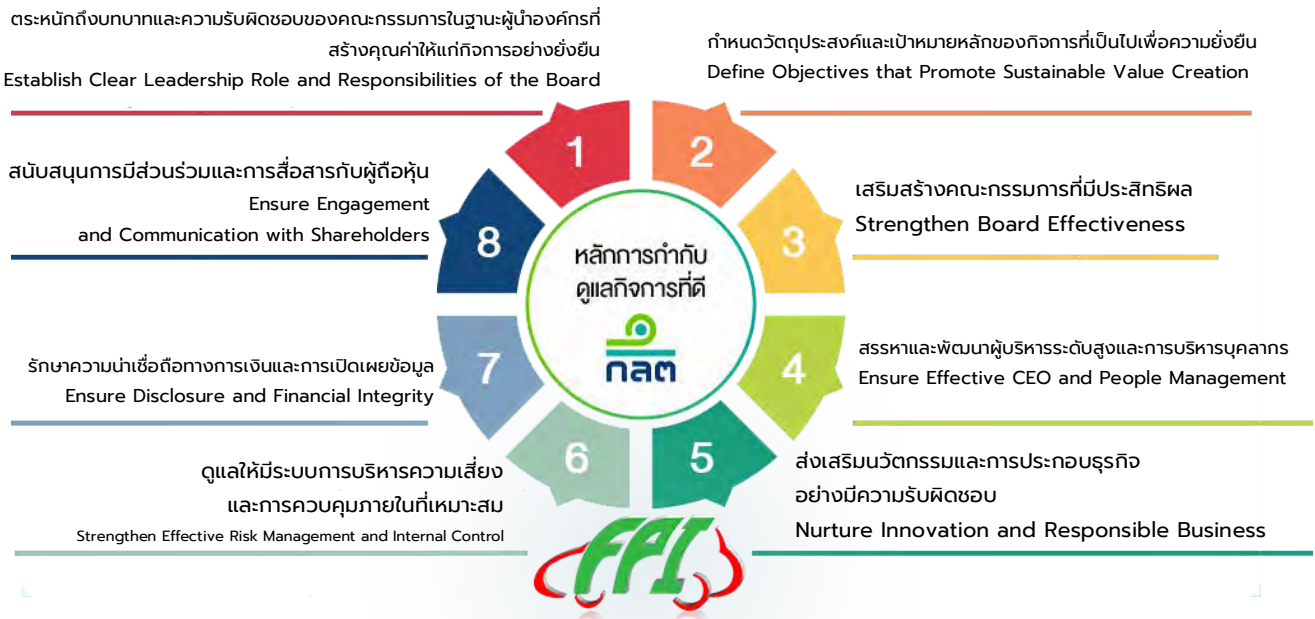 ตระหนักถึงบทบาทและความรับผิดชอบของคณะกรรมการในฐานะผู้นำองค์กรที่
สร้างคุณค่าให้แก่กิจการอย่างยั่งยืน
Establish Clear Leadership Role and Responsibilities of the Board
1
กำหนดวัตถุประสงค์และเป้าหมายหลักของกิจการที่เป็นไปเพื่อความยั่งยืน
Define Objectives that Promote Sustainable Value Creation
2
เสริมสร้างคณะกรรมการที่มีประสิทธิผล
Strengthen Board Effectiveness
3
สรรหาและพัฒนาผู้บริหารระดับสูงและการบริหารบุคลากร
Ensure Effective CEO and People Management
4
ส่งเสริมนวัตกรรมและการประกอบธุรกิจ
อย่างมีความรับผิดชอบ
Nurture Innovation and Responsible Business
5
ดูแลให้มีระบบการบริหารความเสี่ยง
และการควบคุมภายในที่เหมาะสม
Strengthen Effective Risk Management and Internal Control
6
รักษาความน่าเชื่อถือทางการเงินและการเปิดเผยข้อมูล
Ensure Disclosure and Financial Integrity
7
สนับสนุนการมีส่วนร่วมและการสื่อสารกับผู้ถือหุ้น
Ensure Engagement
and Communication with Shareholders
8
หลักการกำกับ
ดูแลกิจการที่ดี
กลต
FPI